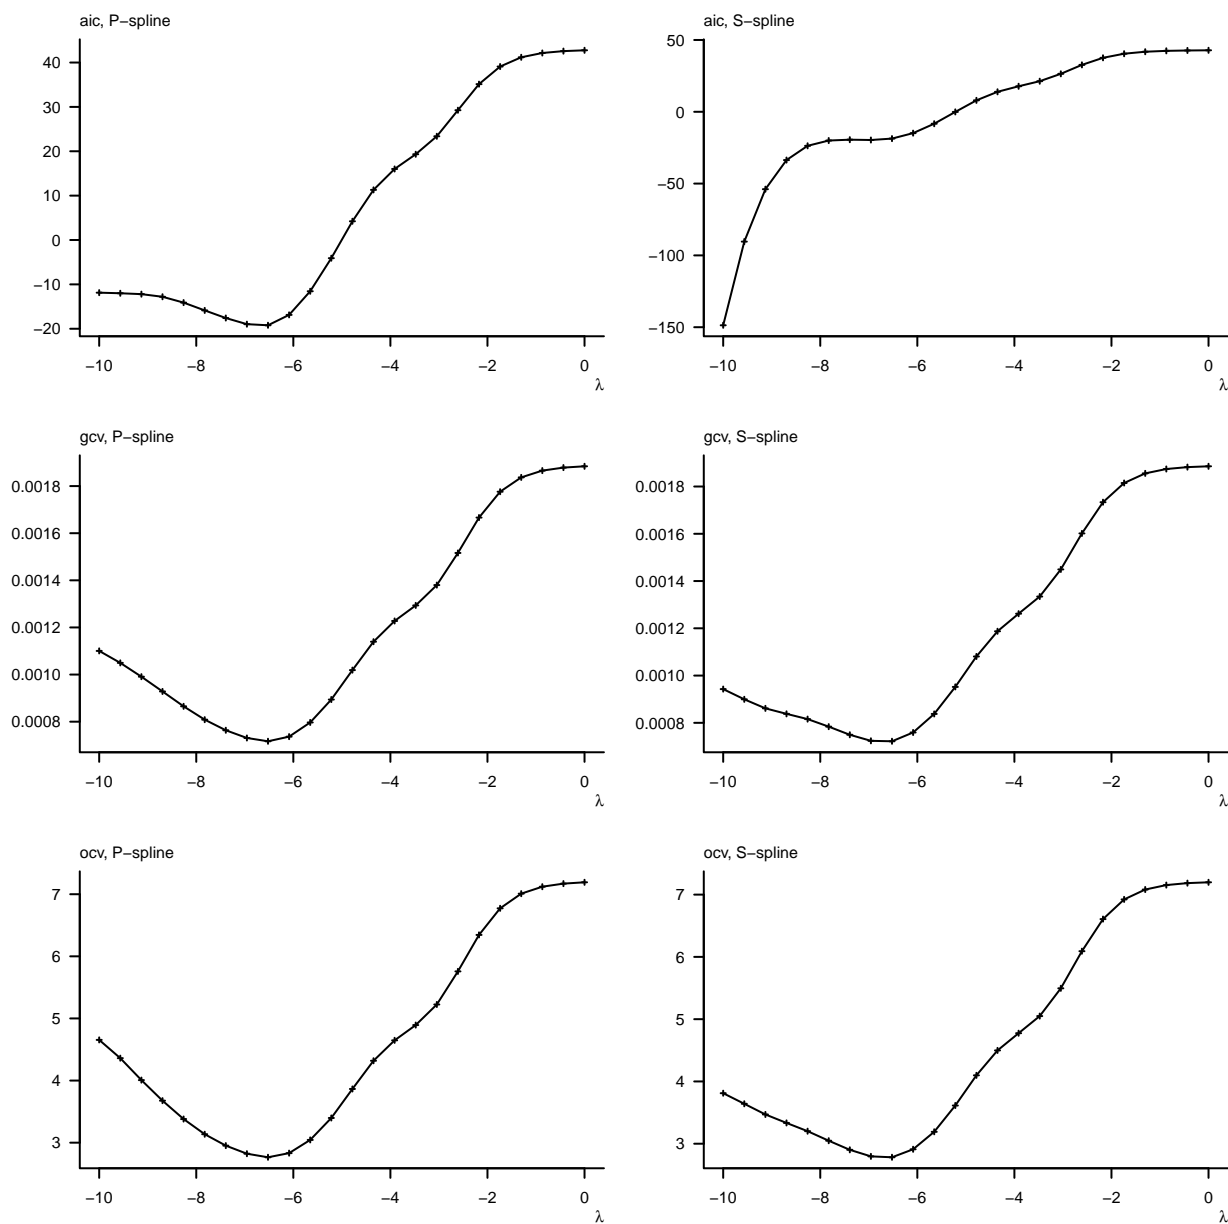 aic, P−spline
40
30
20
10
0
−10
−20
−10 −8 −6 −4 −2 0
λ
aic, S−spline
50
0
−50
−100
−150
−10 −8 −6 −4 −2 0
λ
gcv, P−spline
0.0018
0.0016
0.0014
0.0012
0.0010
0.0008
−10 −8 −6 −4 −2 0
λ
gcv, S−spline
0.0018
0.0016
0.0014
0.0012
0.0010
0.0008
−10 −8 −6 −4 −2 0
λ
ocv, P−spline
7
6
5
4
3
−10 −8 −6 −4 −2 0
λ
ocv, S−spline
7
6
5
4
3
−10 −8 −6 −4 −2 0
λ